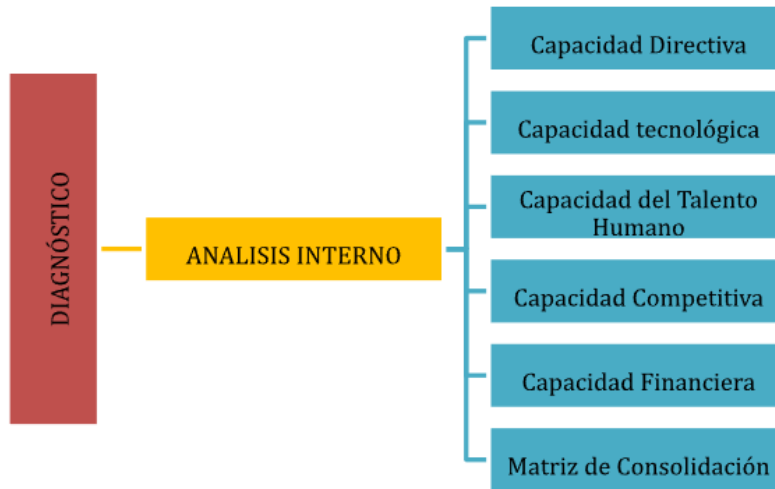 DIAGNÓSTICO
ANALISIS INTERNO
Capacidad Directiva
Capacidad tecnológica
Capacidad del Talento
Humano
Capacidad Competitiva
Capacidad Financiera
Matriz de Consolidación